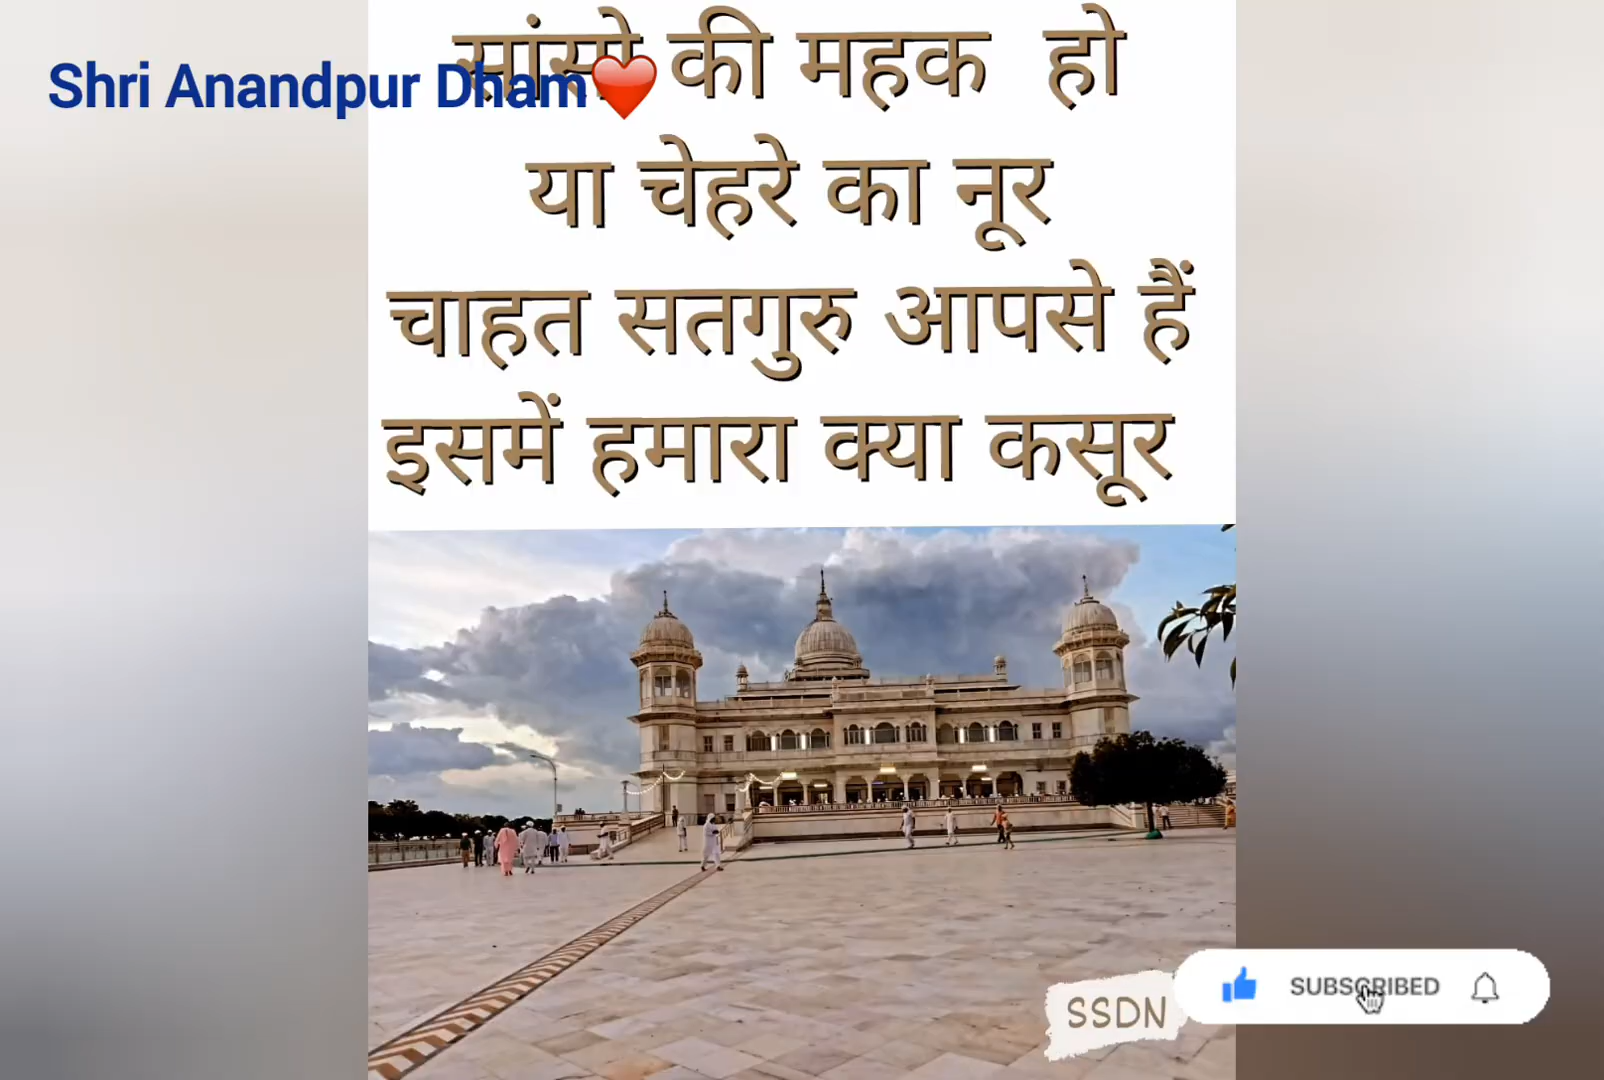 Shri Anandpur Dham❤️
सांसो की महक हो
या चेहरे का नूर
चाहत सतगुरु आपसे हैं
इसमें हमारा क्या कसूर
SSDN
SUBSCRIBED